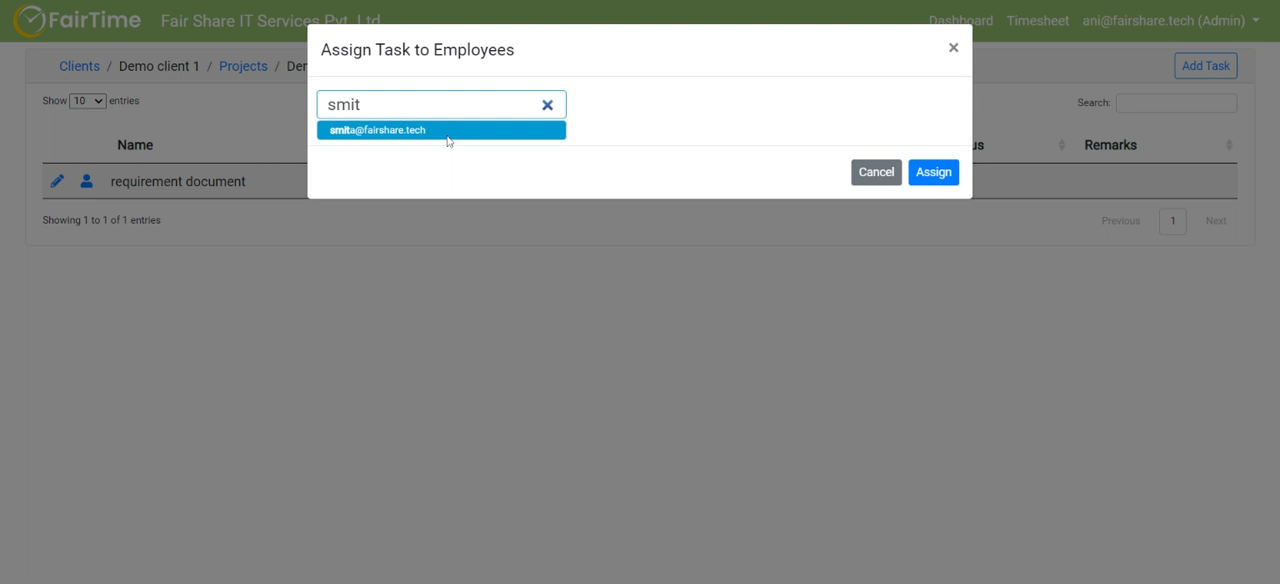 FairTime Fair Share IT Services Pvt. Ltd
Dashboard Timesheet ani@fairshare.tech (Admin)
Assign Task to Employees ×
Clients / Demo client 1 / Projects /
Add Task
Show 10 entries
Search:
smit
smita@fairshare.tech
Name
Remarks
Cancel Assign
requirement document
Showing 1 to 1 of 1 entries
Previous 1 Next